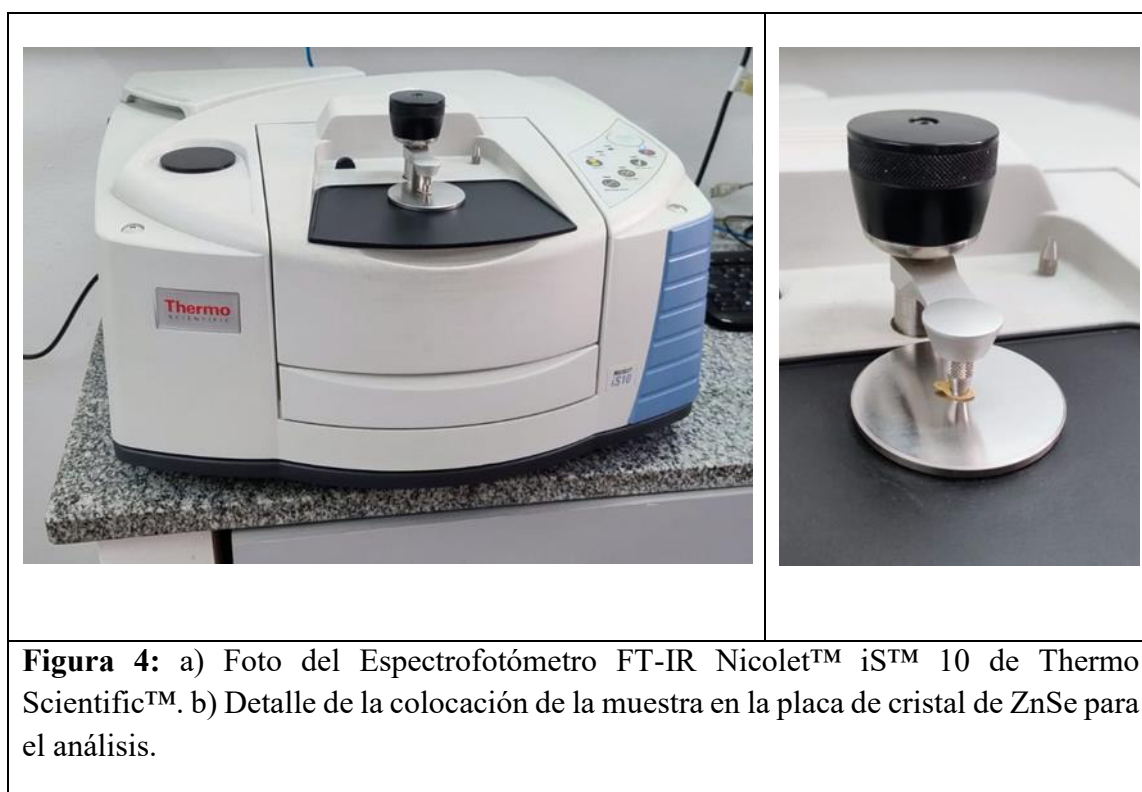 Thermo
SCIENTIFIC
iS10
Figura 4: a) Foto del Espectrofotómetro FT-IR Nicolet™ iS™ 10 de Thermo
Scientific™. b) Detalle de la colocación de la muestra en la placa de cristal de ZnSe para
el análisis.